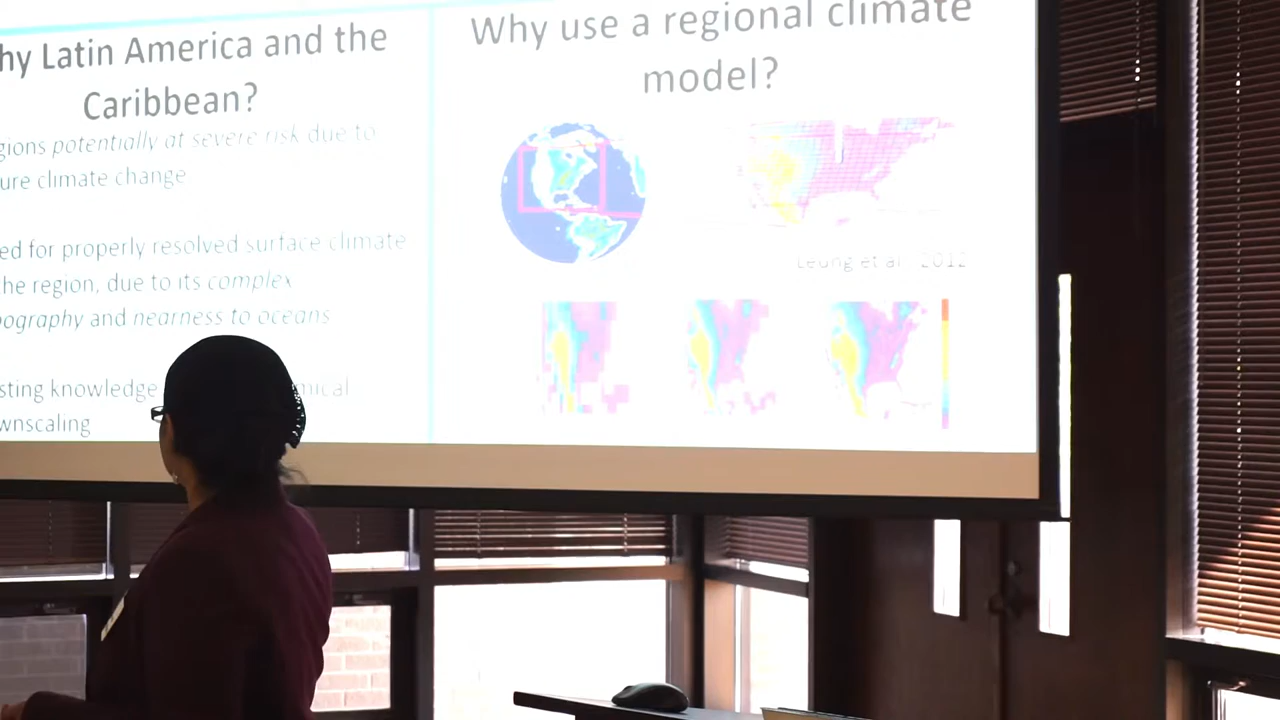 hy Latin America and the
Caribbean?
gions potentially at severe risk due to
ure climate change
ed for properly resolved surface climate
he region, due to its complex
ography and nearness to oceans
sting knowledge mical
wnscaling
Why use a regional climate
model?
Leung et al. 2012